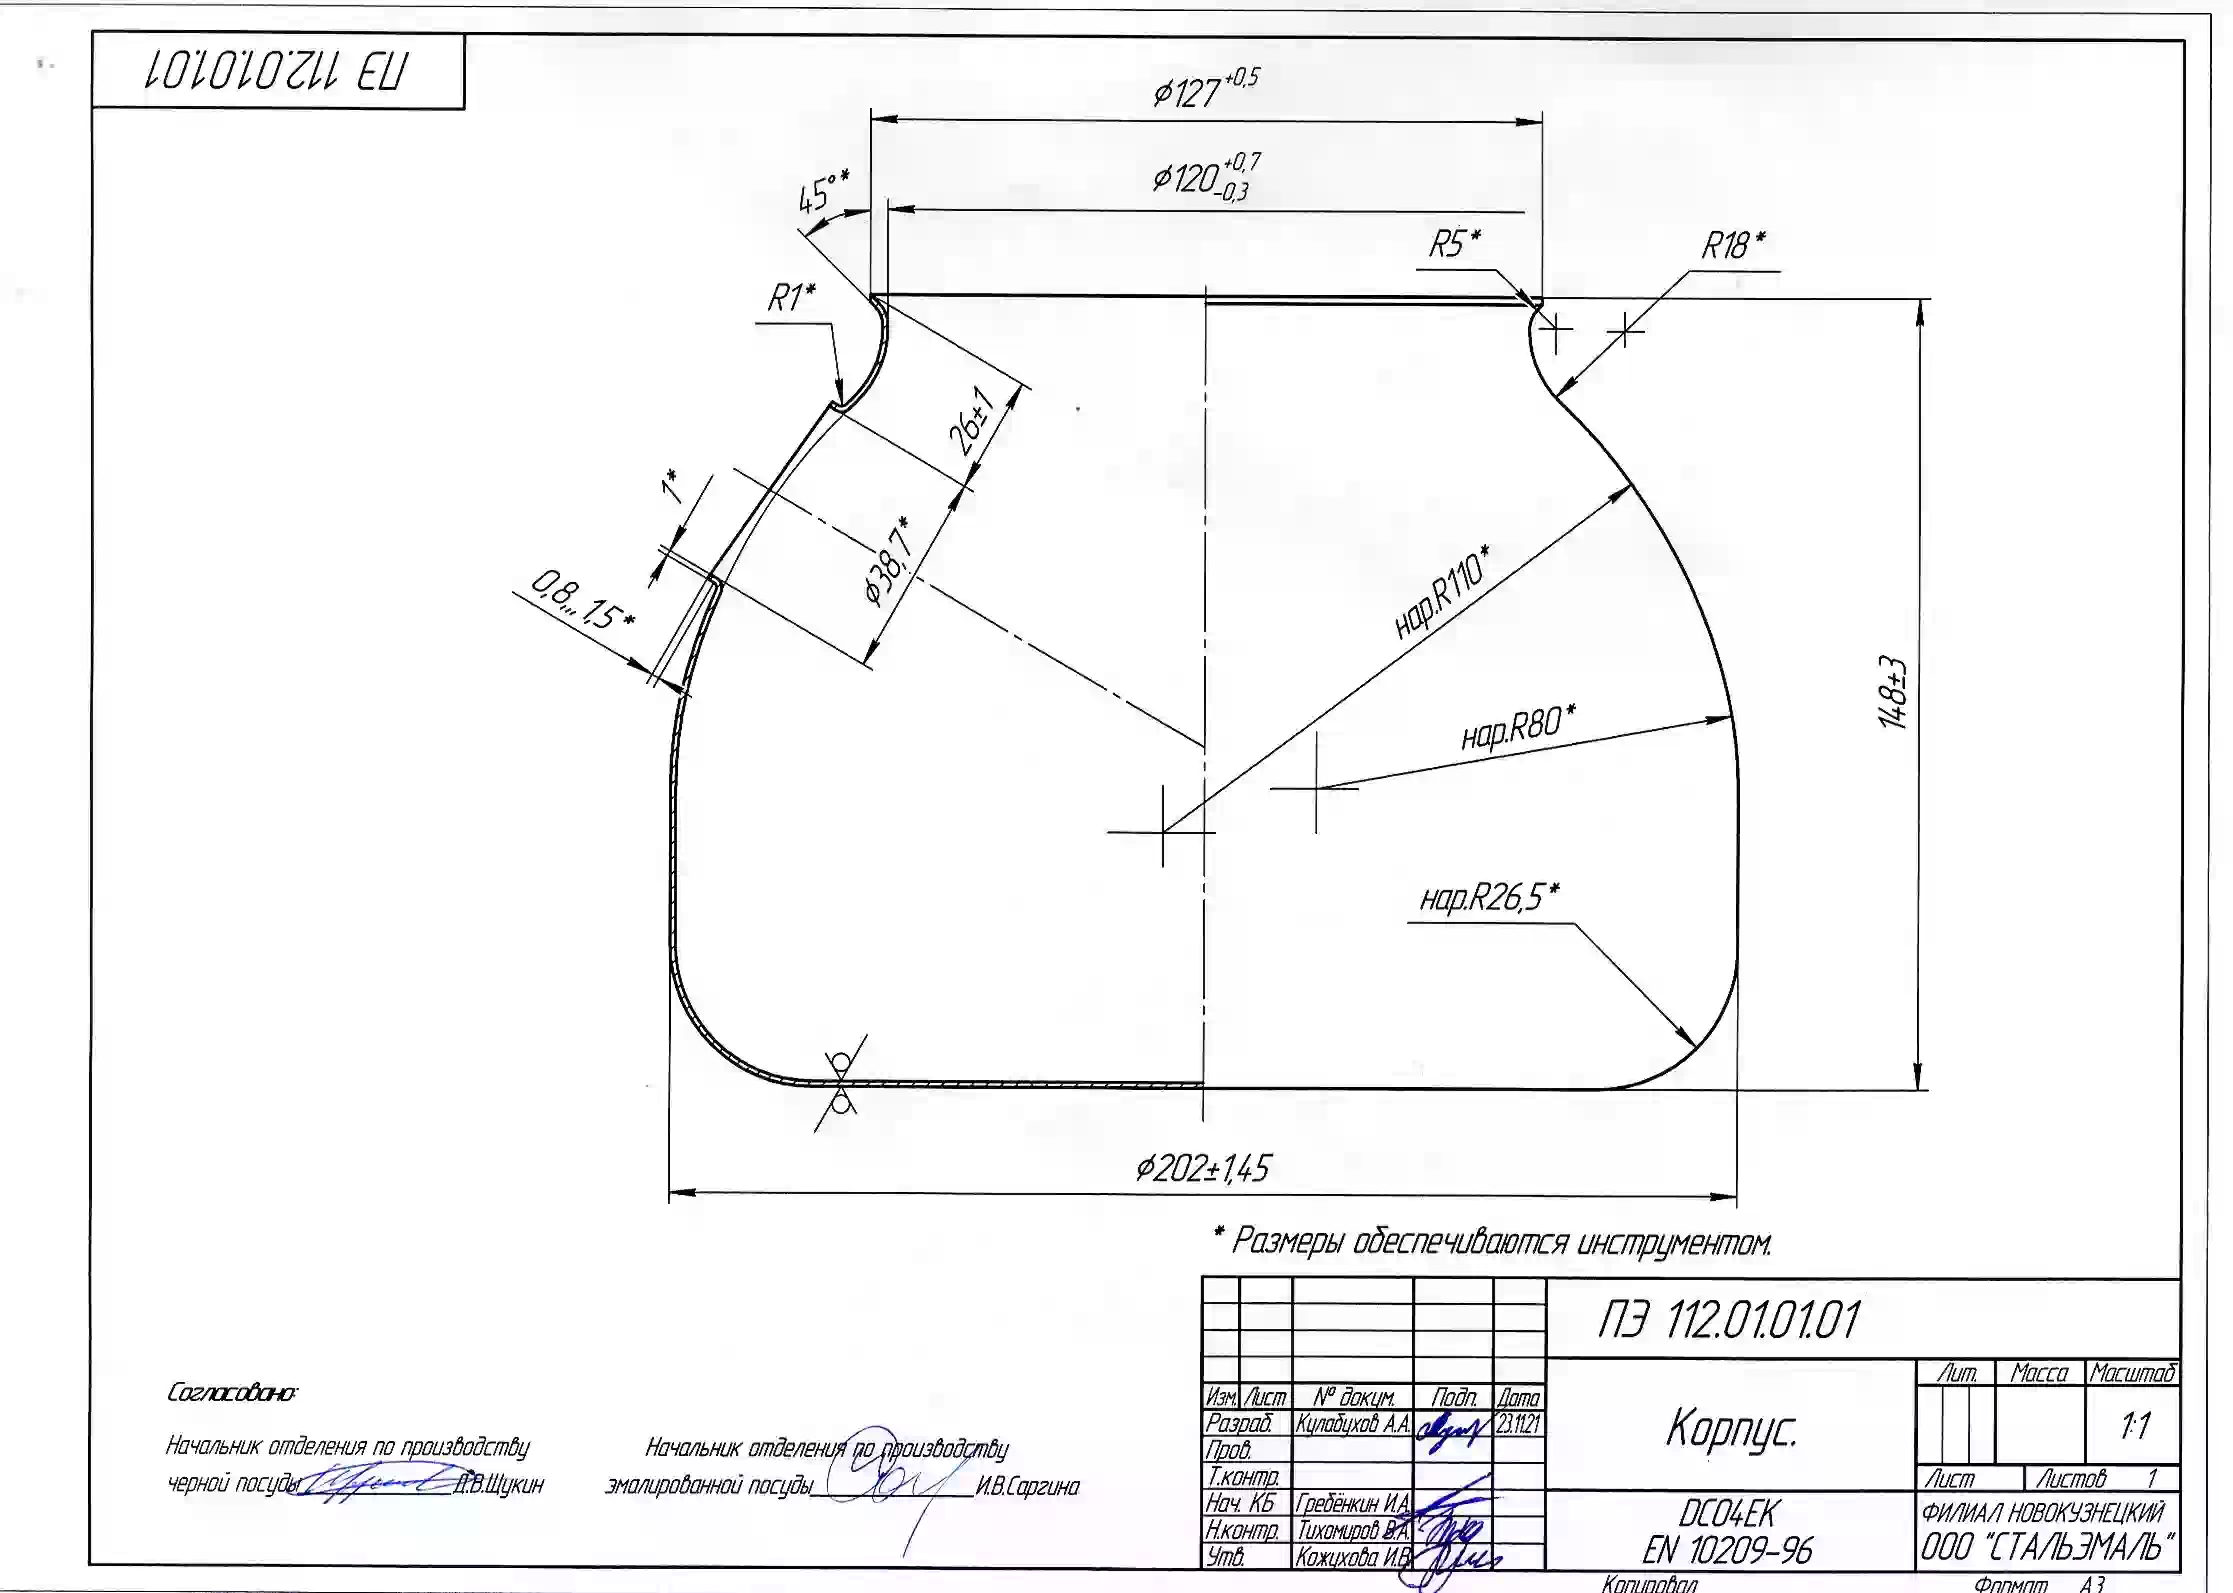 ПЭ 112.01.01.01
⌀127 +0,5
⌀120 +0,7 -0,3
45°*
R5*
R18*
R1*
26±1
1*
⌀38,7*
0,8...1,5*
нар.R110*
148±3
нар.R80*
нар.R26,5*
⌀202±1,45
* Размеры обеспечиваются инструментом.
ПЭ 112.01.01.01
Лит. Масса Масштаб
Изм. Лист № докум. Подп. Дата
Разраб. Кулабухов А.А. 23.11.21
Корпус.
1:1
Пров.
Т.контр.
Лист Листов 1
Нач. КБ Гребёнкин И.А.
Н.контр. Тихомиров В.А.
Утв. Кожухова И.В.
DC04EK
EN 10209-96
ФИЛИАЛ НОВОКУЗНЕЦКИЙ
ООО "СТАЛЬЭМАЛЬ"
Согласовано:
Начальник отделения по производству
черной посуды Д.В.Щукин
Начальник отделения по производству
эмалированной посуды И.В.Саргина
Копировал Формат А3